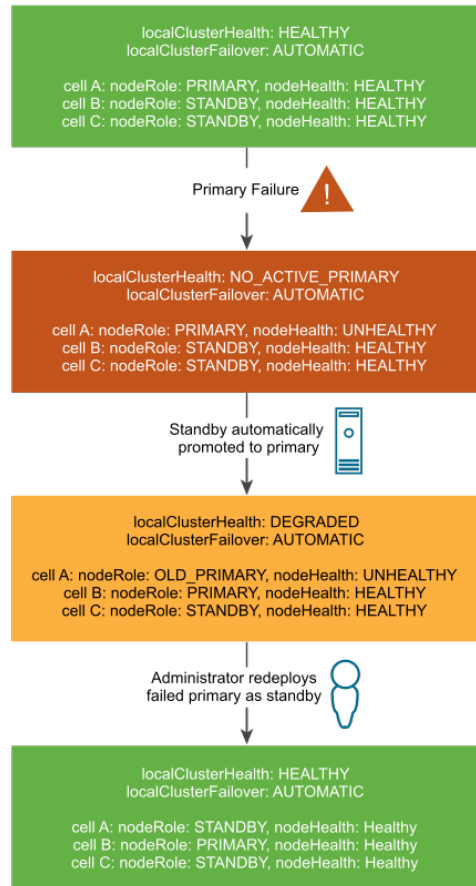 localClusterHealth: HEALTHY
localClusterFailover: AUTOMATIC
cell A: nodeRole: PRIMARY, nodeHealth: HEALTHY
cell B: nodeRole: STANDBY, nodeHealth: HEALTHY
cell C: nodeRole: STANDBY, nodeHealth: HEALTHY
Primary Failure
!
localClusterHealth: NO_ACTIVE_PRIMARY
localClusterFailover: AUTOMATIC
cell A: nodeRole: PRIMARY, nodeHealth: UNHEALTHY
cell B: nodeRole: STANDBY, nodeHealth: HEALTHY
cell C: nodeRole: STANDBY, nodeHealth: HEALTHY
Standby automatically
promoted to primary
localClusterHealth: DEGRADED
localClusterFailover: AUTOMATIC
cell A: nodeRole: OLD_PRIMARY, nodeHealth: UNHEALTHY
cell B: nodeRole: PRIMARY, nodeHealth: HEALTHY
cell C: nodeRole: STANDBY, nodeHealth: HEALTHY
Administrator redeploys
failed primary as standby
localClusterHealth: HEALTHY
localClusterFailover: AUTOMATIC
cell A: nodeRole: STANDBY, nodeHealth: Healthy
cell B: nodeRole: PRIMARY, nodeHealth: Healthy
cell C: nodeRole: STANDBY, nodeHealth: Healthy